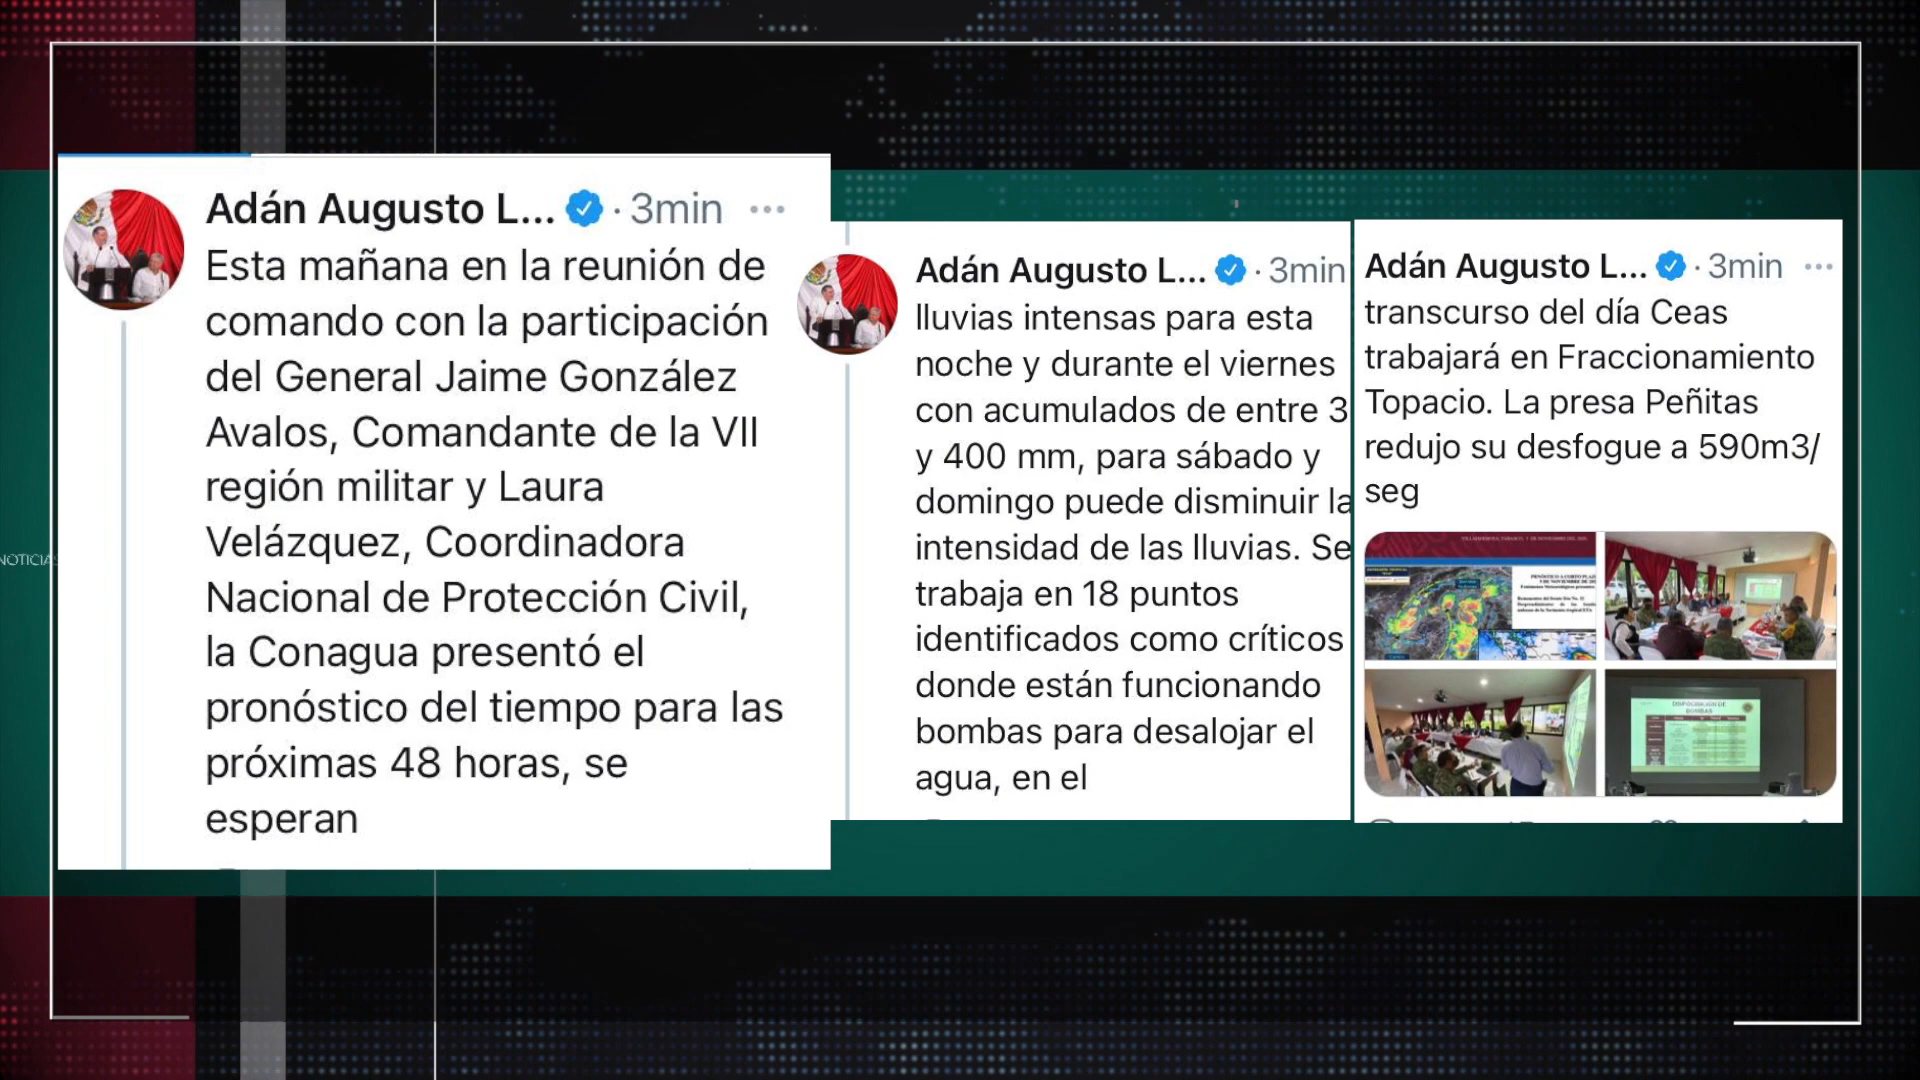 Adán Augusto L... · 3min ...
Esta mañana en la reunión de
comando con la participación
del General Jaime González
Avalos, Comandante de la VII
región militar y Laura
Velázquez, Coordinadora
Nacional de Protección Civil,
la Conagua presentó el
pronóstico del tiempo para las
próximas 48 horas, se
esperan
Adán Augusto L... · 3min
lluvias intensas para esta
noche y durante el viernes
con acumulados de entre 3
y 400 mm, para sábado y
domingo puede disminuir la
intensidad de las lluvias. Se
trabaja en 18 puntos
identificados como críticos
donde están funcionando
bombas para desalojar el
agua, en el
Adán Augusto L... · 3min ...
transcurso del día Ceas
trabajará en Fraccionamiento
Topacio. La presa Peñitas
redujo su desfogue a 590m3/
seg
DISPOSICIÓN DE
BOMBAS
NOTICIAS